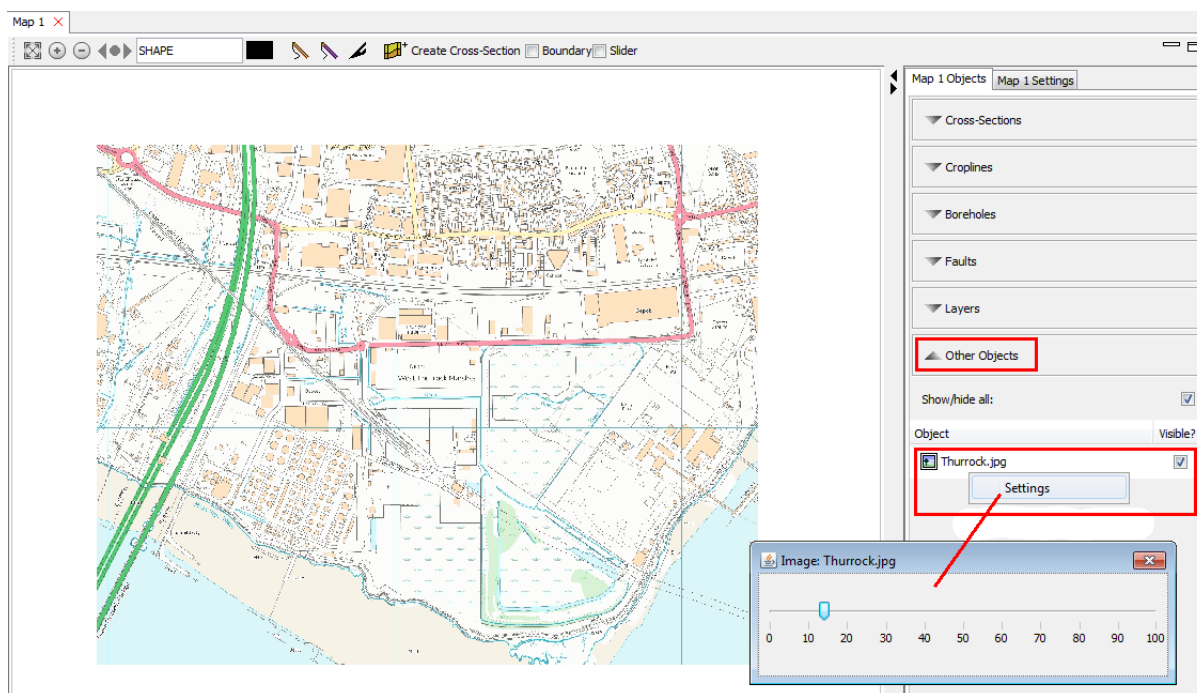 Map 1
SHAPE
Create Cross-Section Boundary Slider
Map 1 Objects Map 1 Settings
Cross-Sections
Croplines
Boreholes
Faults
Layers
Other Objects
Show/hide all:
Object Visible?
Thurrock.jpg
Settings
Image: Thurrock.jpg
0 10 20 30 40 50 60 70 80 90 100
Depot
West Thurrock Marshes